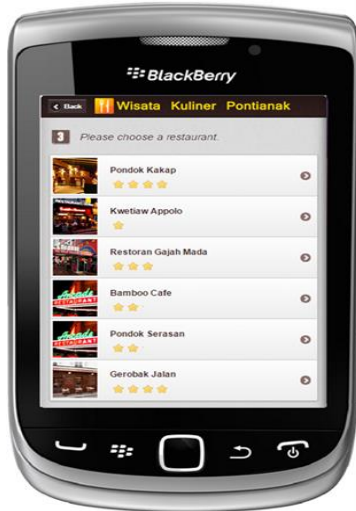 BlackBerry
Back
Wisata Kuliner Pontianak
3 Please choose a restaurant.
Pondok Kakap
Kwetiaw Appolo
Restoran Gajah Mada
Bamboo Cafe
Pondok Serasan
Gerobak Jalan